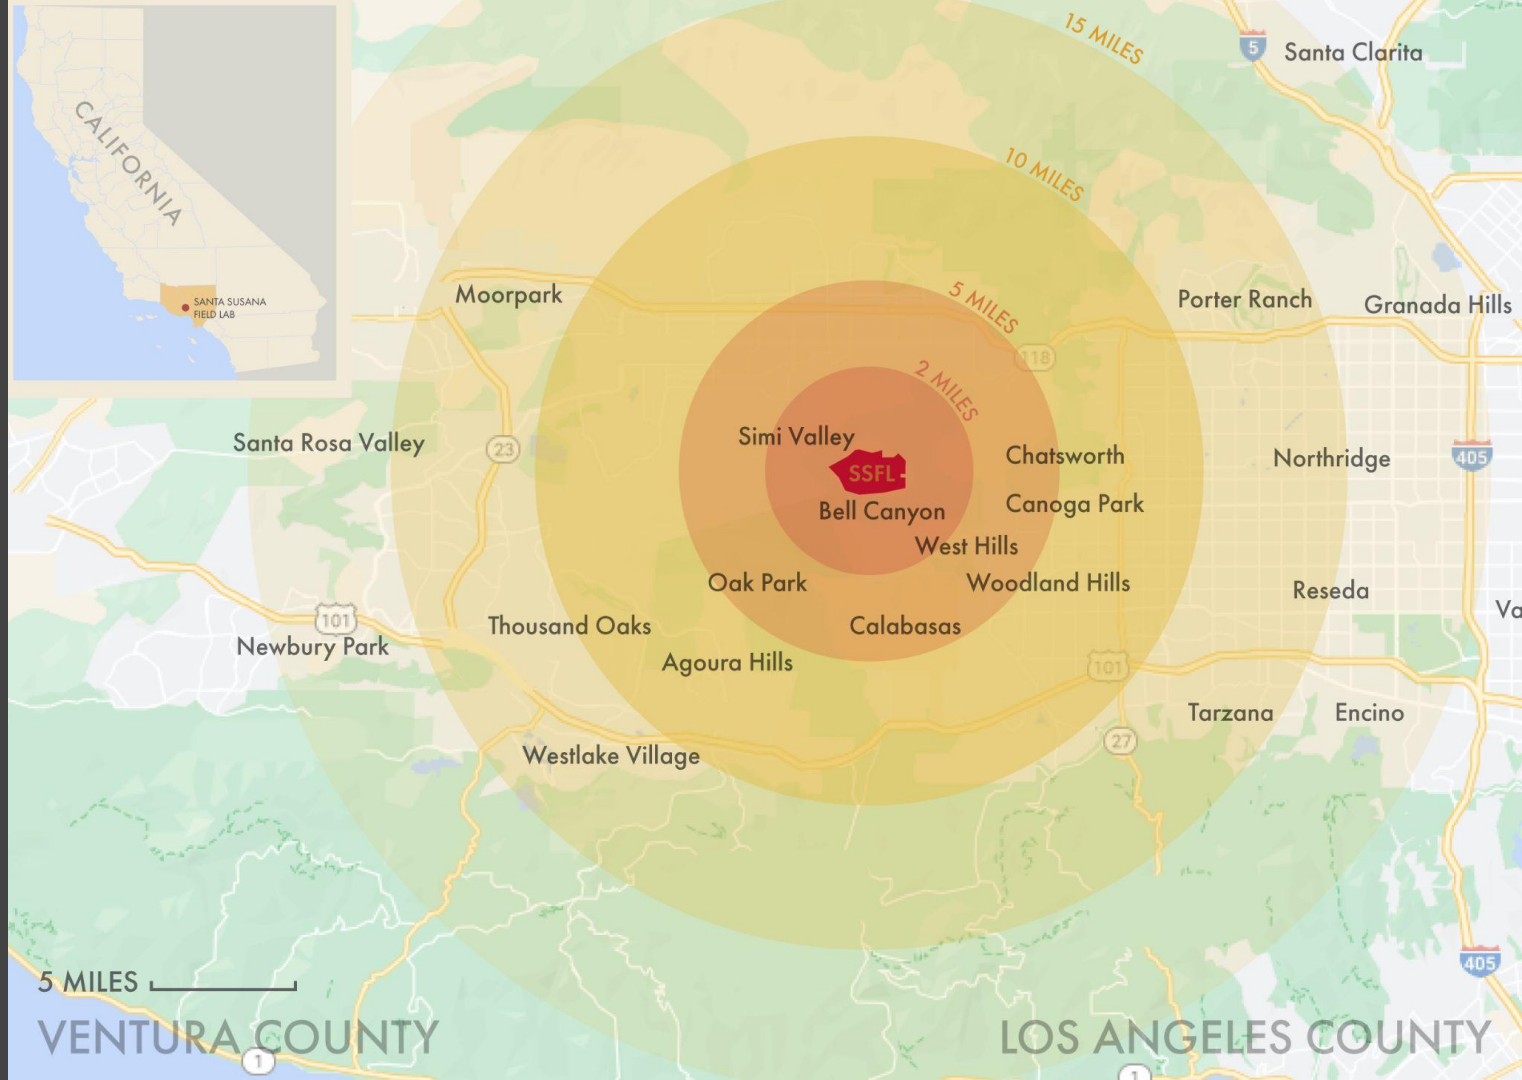 CALIFORNIA
SANTA SUSANA
FIELD LAB
15 MILES
5
Santa Clarita
10 MILES
Moorpark
5 MILES
Porter Ranch
Granada Hills
118
2 MILES
Santa Rosa Valley
23
Simi Valley
Chatsworth
Northridge
405
SSFL
Bell Canyon
Canoga Park
West Hills
Oak Park
Woodland Hills
Reseda
Va
101
Newbury Park
Thousand Oaks
Calabasas
Agoura Hills
101
Tarzana
Encino
27
Westlake Village
405
5 MILES
VENTURA COUNTY
LOS ANGELES COUNTY
1
1